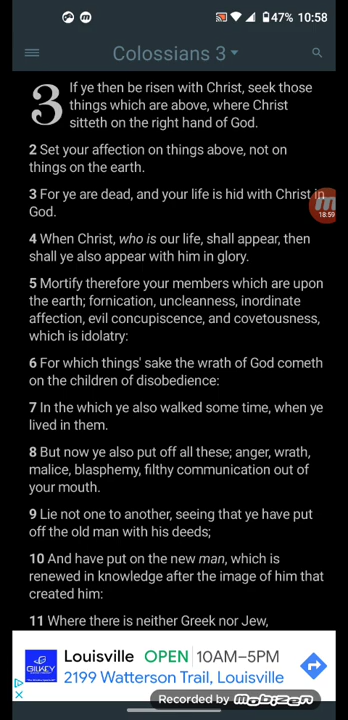 47% 10:58
Colossians 3
3 If ye then be risen with Christ, seek those
things which are above, where Christ
sitteth on the right hand of God.
2 Set your affection on things above, not on
things on the earth.
3 For ye are dead, and your life is hid with Christ in
God.
18:59
4 When Christ, who is our life, shall appear, then
shall ye also appear with him in glory.
5 Mortify therefore your members which are upon
the earth; fornication, uncleanness, inordinate
affection, evil concupiscence, and covetousness,
which is idolatry:
6 For which things' sake the wrath of God cometh
on the children of disobedience:
7 In the which ye also walked some time, when ye
lived in them.
8 But now ye also put off all these; anger, wrath,
malice, blasphemy, filthy communication out of
your mouth.
9 Lie not one to another, seeing that ye have put
off the old man with his deeds;
10 And have put on the new man, which is
renewed in knowledge after the image of him that
created him:
11 Where there is neither Greek nor Jew,
GILKEY
Louisville OPEN 10AM–5PM
2199 Watterson Trail, Louisville
Recorded by MOBIZEN